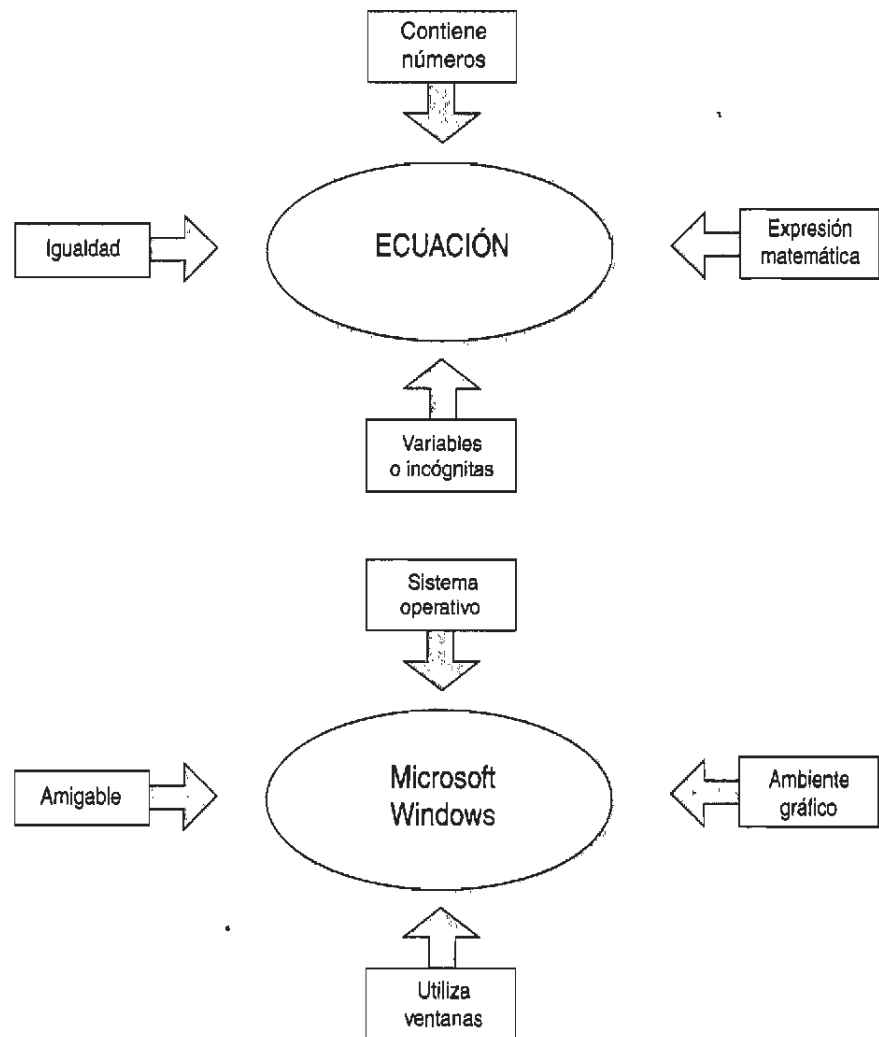 Contiene
números
Igualdad
ECUACIÓN
Expresión
matemática
Variables
o incógnitas
Sistema
operativo
Amigable
Microsoft
Windows
Ambiente
gráfico
Utiliza
ventanas